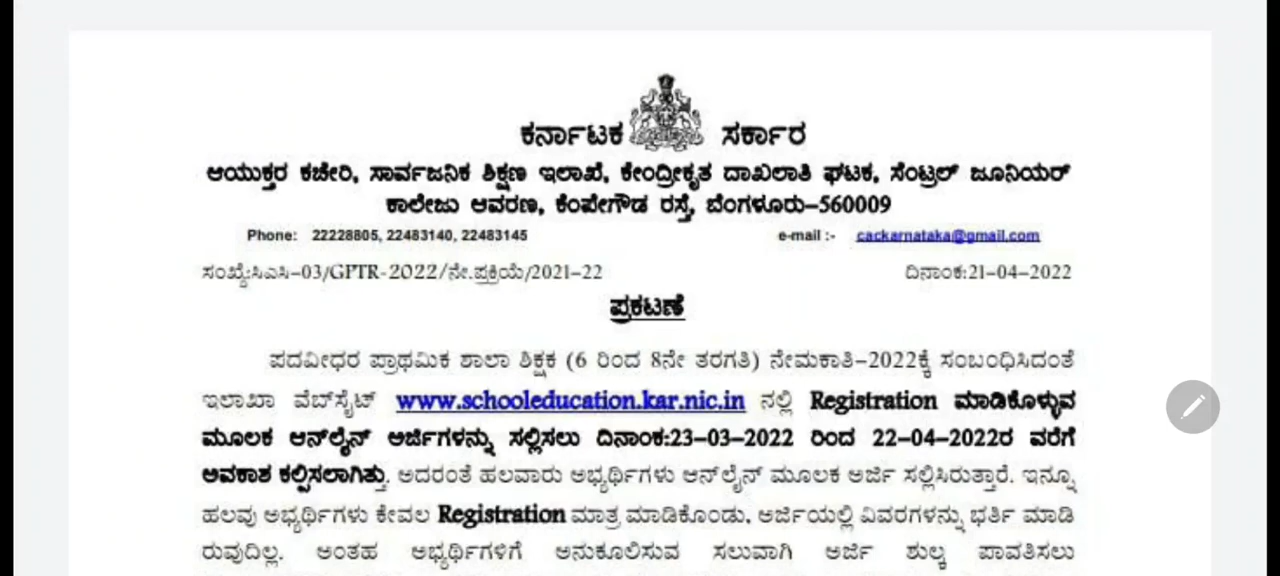 ಕರ್ನಾಟಕ ಸರ್ಕಾರ
ಆಯುಕ್ತರ ಕಚೇರಿ, ಸಾರ್ವಜನಿಕ ಶಿಕ್ಷಣ ಇಲಾಖೆ, ಕೇಂದ್ರೀಕೃತ ದಾಖಲಾತಿ ಘಟಕ, ಸೆಂಟ್ರಲ್ ಜೂನಿಯರ್
ಕಾಲೇಜು ಆವರಣ, ಕೆಂಪೇಗೌಡ ರಸ್ತೆ, ಬೆಂಗಳೂರು-560009
Phone: 22228805, 22483140, 22483145 e-mail :- cackarnataka@gmail.com
ಸಂಖ್ಯೆ:ಸಿಎಸಿ-03/GPTR-2022/ನೇ.ಪ್ರಕ್ರಿಯೆ/2021-22 ದಿನಾಂಕ:21-04-2022
ಪ್ರಕಟಣೆ
ಪದವೀಧರ ಪ್ರಾಥಮಿಕ ಶಾಲಾ ಶಿಕ್ಷಕ (6 ರಿಂದ 8ನೇ ತರಗತಿ) ನೇಮಕಾತಿ-2022ಕ್ಕೆ ಸಂಬಂಧಿಸಿದಂತೆ
ಇಲಾಖಾ ವೆಬ್‌ಸೈಟ್ www.schooleducation.kar.nic.in ನಲ್ಲಿ Registration ಮಾಡಿಕೊಳ್ಳುವ
ಮೂಲಕ ಆನ್‌ಲೈನ್ ಅರ್ಜಿಗಳನ್ನು ಸಲ್ಲಿಸಲು ದಿನಾಂಕ:23-03-2022 ರಿಂದ 22-04-2022ರ ವರೆಗೆ
ಅವಕಾಶ ಕಲ್ಪಿಸಲಾಗಿತ್ತು. ಅದರಂತೆ ಹಲವಾರು ಅಭ್ಯರ್ಥಿಗಳು ಆನ್‌ಲೈನ್ ಮೂಲಕ ಅರ್ಜಿ ಸಲ್ಲಿಸಿರುತ್ತಾರೆ. ಇನ್ನೂ
ಹಲವು ಅಭ್ಯರ್ಥಿಗಳು ಕೇವಲ Registration ಮಾತ್ರ ಮಾಡಿಕೊಂಡು, ಅರ್ಜಿಯಲ್ಲಿ ವಿವರಗಳನ್ನು ಭರ್ತಿ ಮಾಡಿ
ರುವುದಿಲ್ಲ. ಅಂತಹ ಅಭ್ಯರ್ಥಿಗಳಿಗೆ ಅನುಕೂಲಿಸುವ ಸಲುವಾಗಿ ಅರ್ಜಿ ಶುಲ್ಕ ಪಾವತಿಸಲು